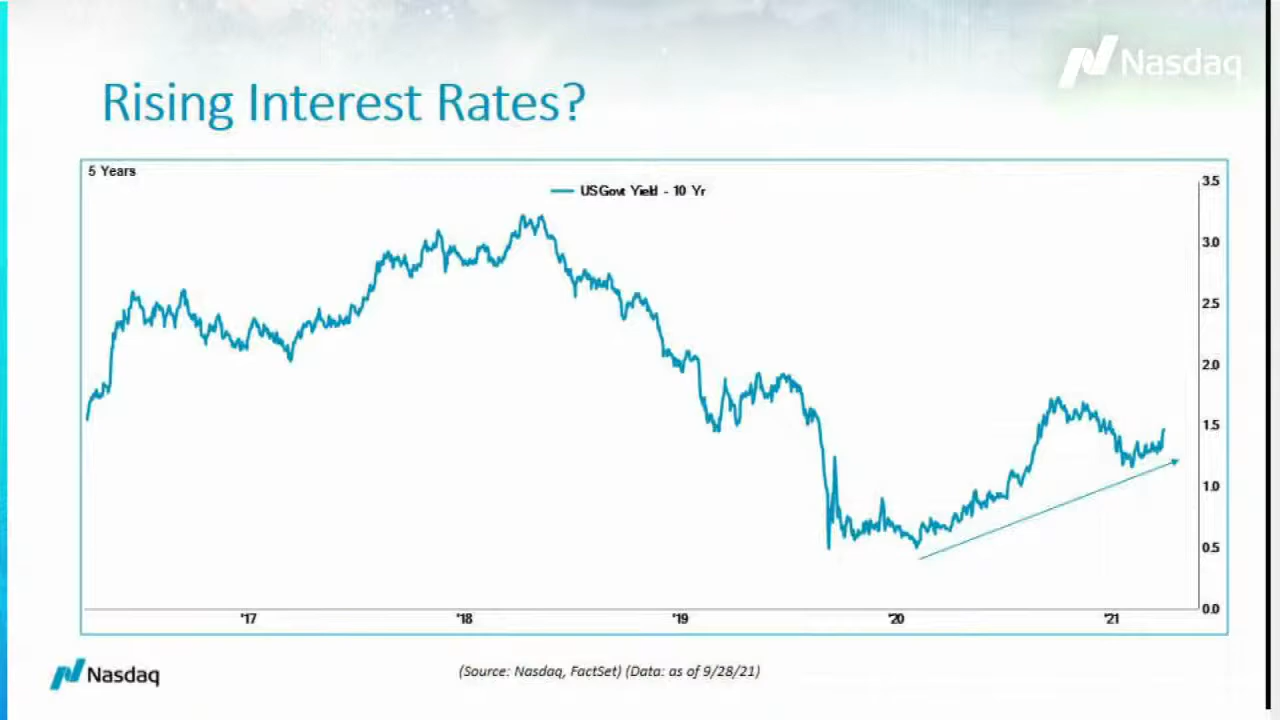 Nasdaq
Rising Interest Rates?
5 Years
US Govt Yield - 10 Yr
3.5
3.0
2.5
2.0
1.5
1.0
0.5
0.0
'17 '18 '19 '20 '21
Nasdaq
(Source: Nasdaq, FactSet) (Data: as of 9/28/21)